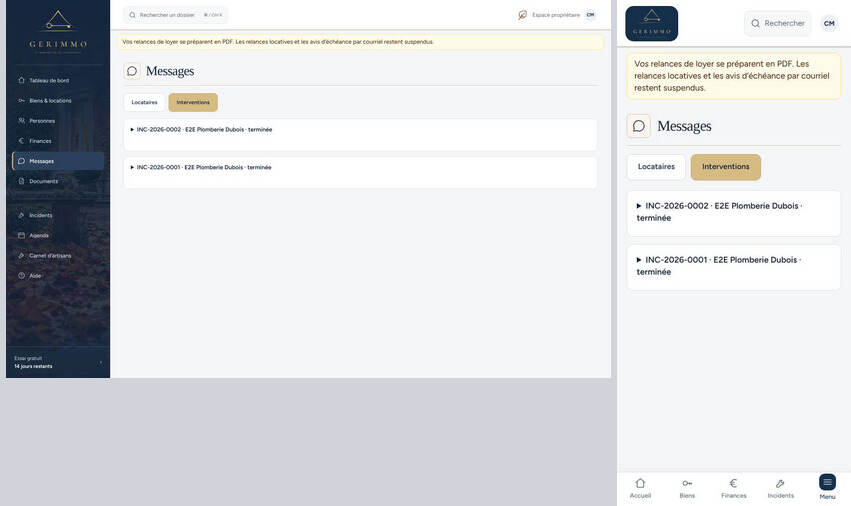 GERIMMO
Rechercher un dossier
⌘ / Ctrl K
Espace propriétaire
CM
Vos relances de loyer se préparent en PDF. Les relances locatives et les avis d'échéance par courriel restent suspendus.
Messages
Locataires
Interventions
INC-2026-0002 · E2E Plomberie Dubois · terminée
INC-2026-0001 · E2E Plomberie Dubois · terminée
Tableau de bord
Biens & locations
Personnes
Finances
Messages
Documents
Incidents
Agenda
Carnet d'artisans
Aide
Essai gratuit
14 jours restants
GERIMMO
Rechercher
CM
Vos relances de loyer se préparent en PDF. Les
relances locatives et les avis d'échéance par courriel
restent suspendus.
Messages
Locataires
Interventions
INC-2026-0002 · E2E Plomberie Dubois ·
terminée
INC-2026-0001 · E2E Plomberie Dubois ·
terminée
Accueil
Biens
Finances
Incidents
Menu